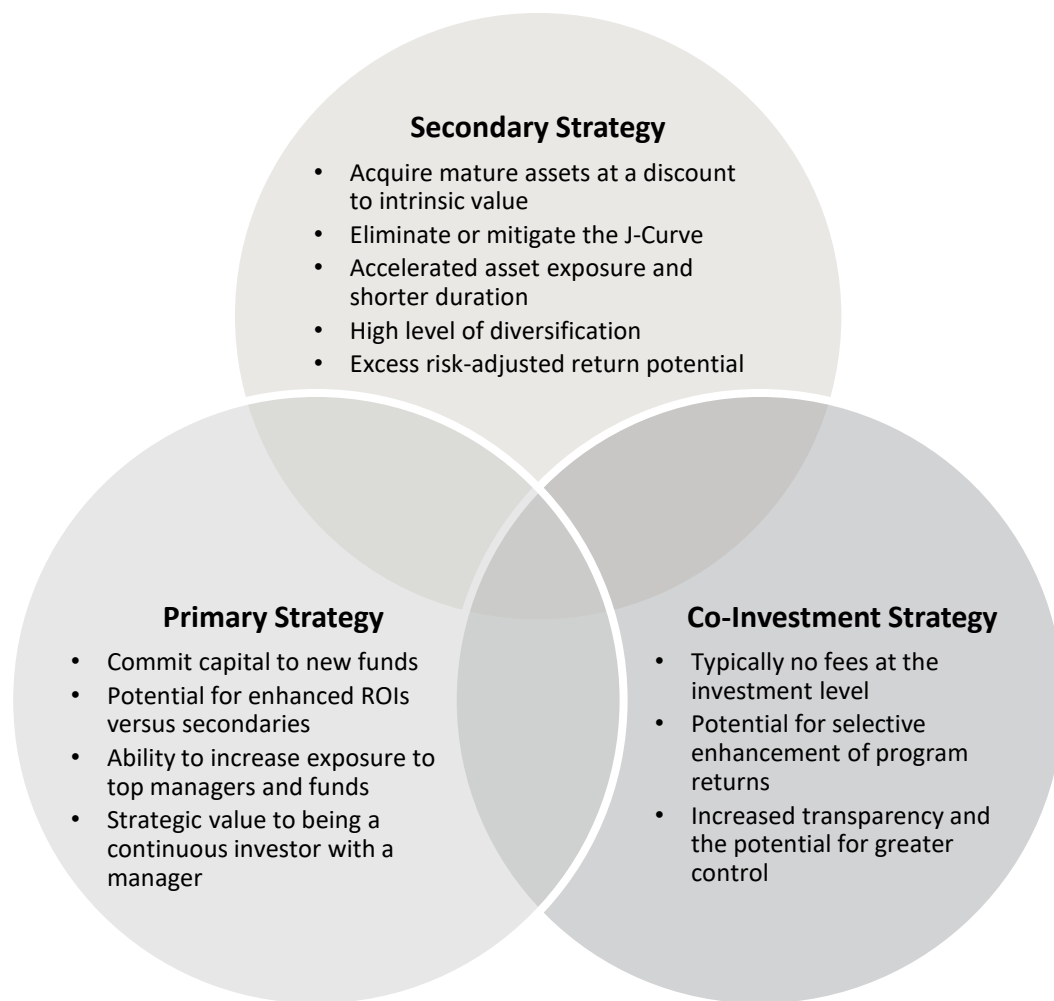 Secondary Strategy
• Acquire mature assets at a discount
to intrinsic value
• Eliminate or mitigate the J-Curve
• Accelerated asset exposure and
shorter duration
• High level of diversification
• Excess risk-adjusted return potential
Primary Strategy
• Commit capital to new funds
• Potential for enhanced ROIs
versus secondaries
• Ability to increase exposure to
top managers and funds
• Strategic value to being a
continuous investor with a
manager
Co-Investment Strategy
• Typically no fees at the
investment level
• Potential for selective
enhancement of program
returns
• Increased transparency and
the potential for greater
control